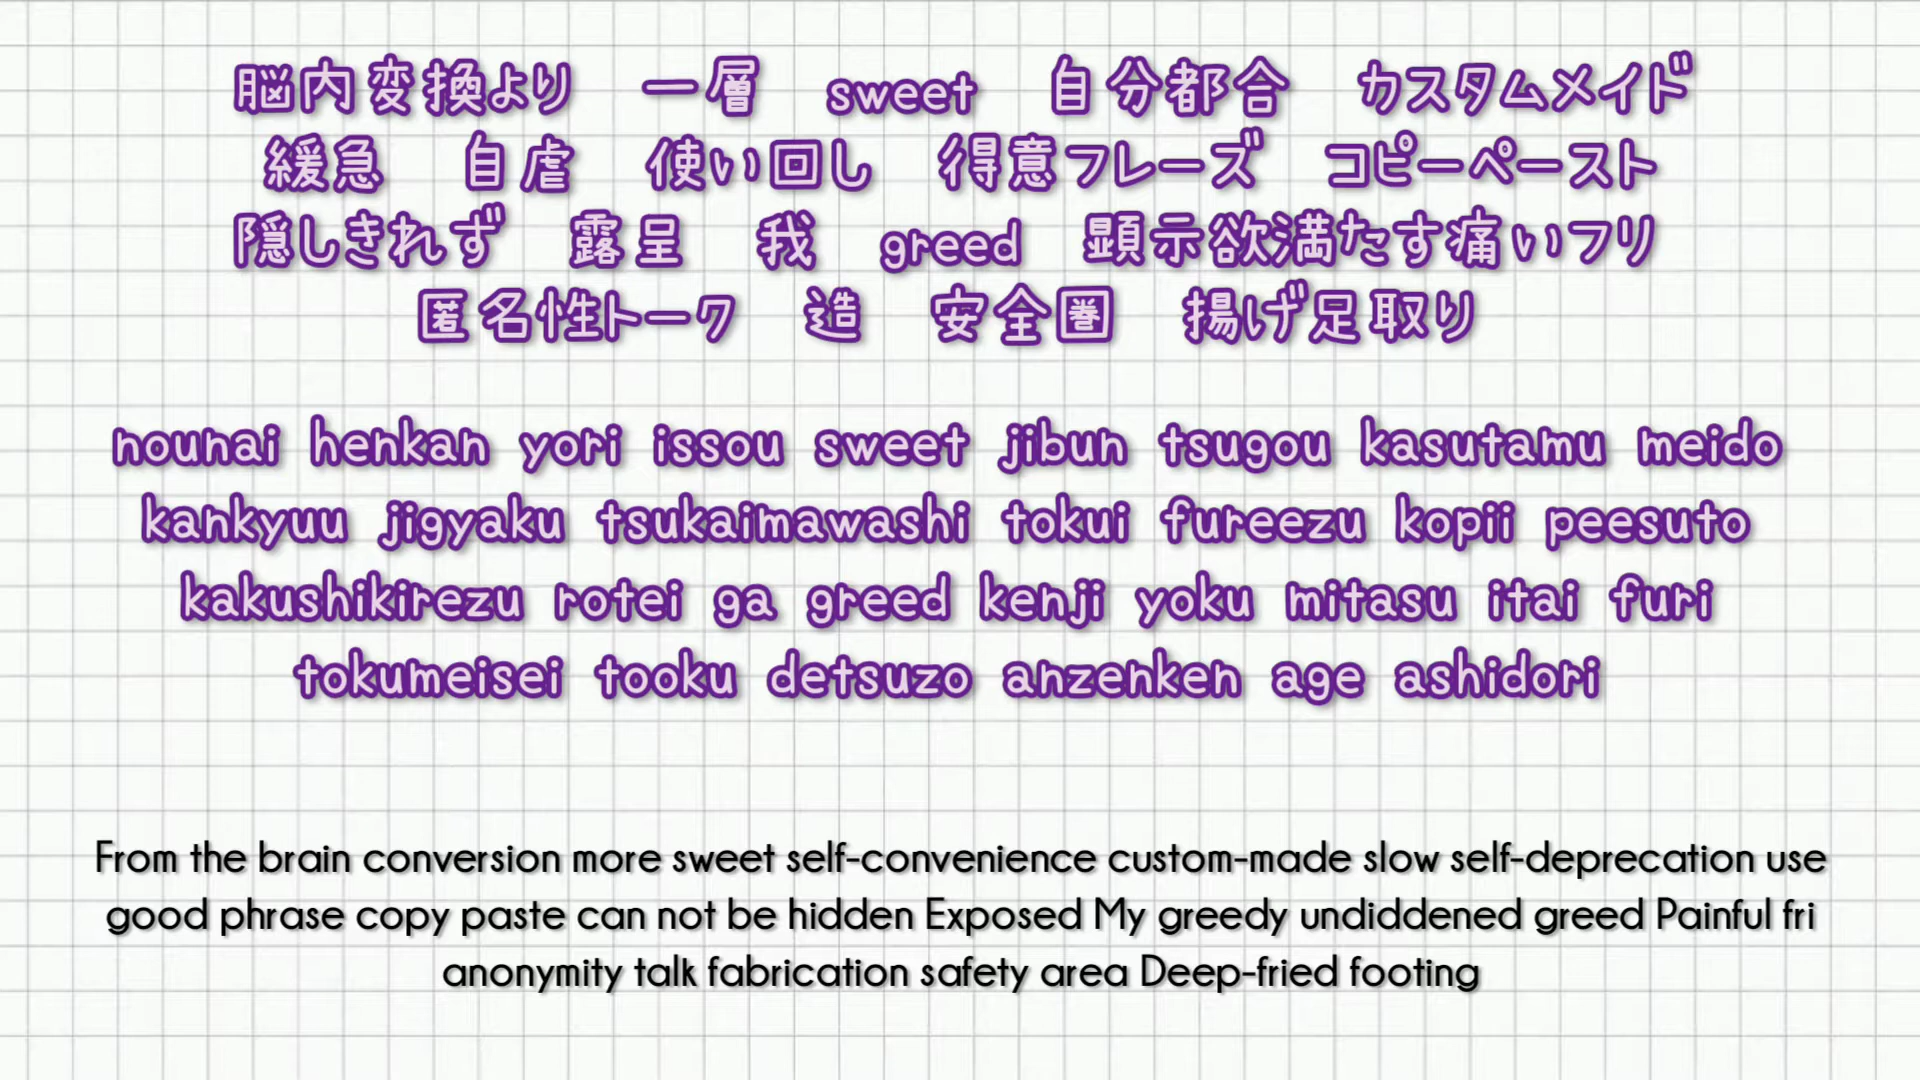 脳内変換より 一層 sweet 自分都合 カスタムメイド
緩急 自虐 使い回し 得意フレーズ コピーペースト
隠しきれず 露呈 我 greed 顕示欲満たす痛いフリ
匿名性トーク 造 安全圏 揚げ足取り
nounai henkan yori issou sweet jibun tsugou kasutamu meido
kankyuu jigyaku tsukaimawashi tokui fureezu kopii peesuto
kakushikirezu rotei ga greed kenji yoku mitasu itai furi
tokumeisei tooku detsuzo anzenken age ashidori
From the brain conversion more sweet self-convenience custom-made slow self-deprecation use
good phrase copy paste can not be hidden Exposed My greedy undiddened greed Painful fri
anonymity talk fabrication safety area Deep-fried footing